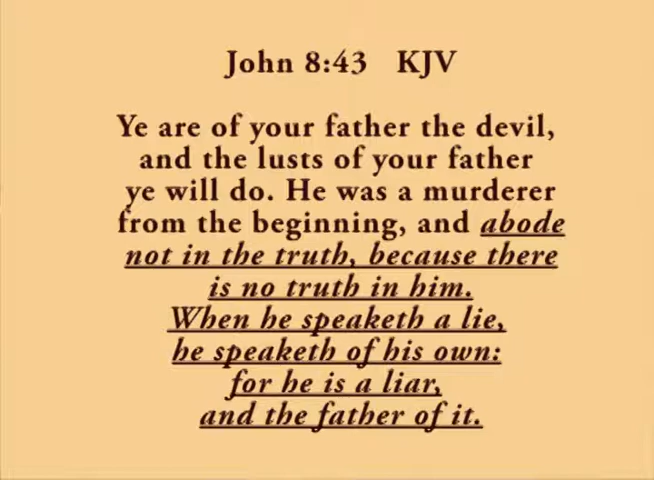 John 8:43 KJV
Ye are of your father the devil,
and the lusts of your father
ye will do. He was a murderer
from the beginning, and abode
not in the truth, because there
is no truth in him.
When he speaketh a lie,
he speaketh of his own:
for he is a liar,
and the father of it.